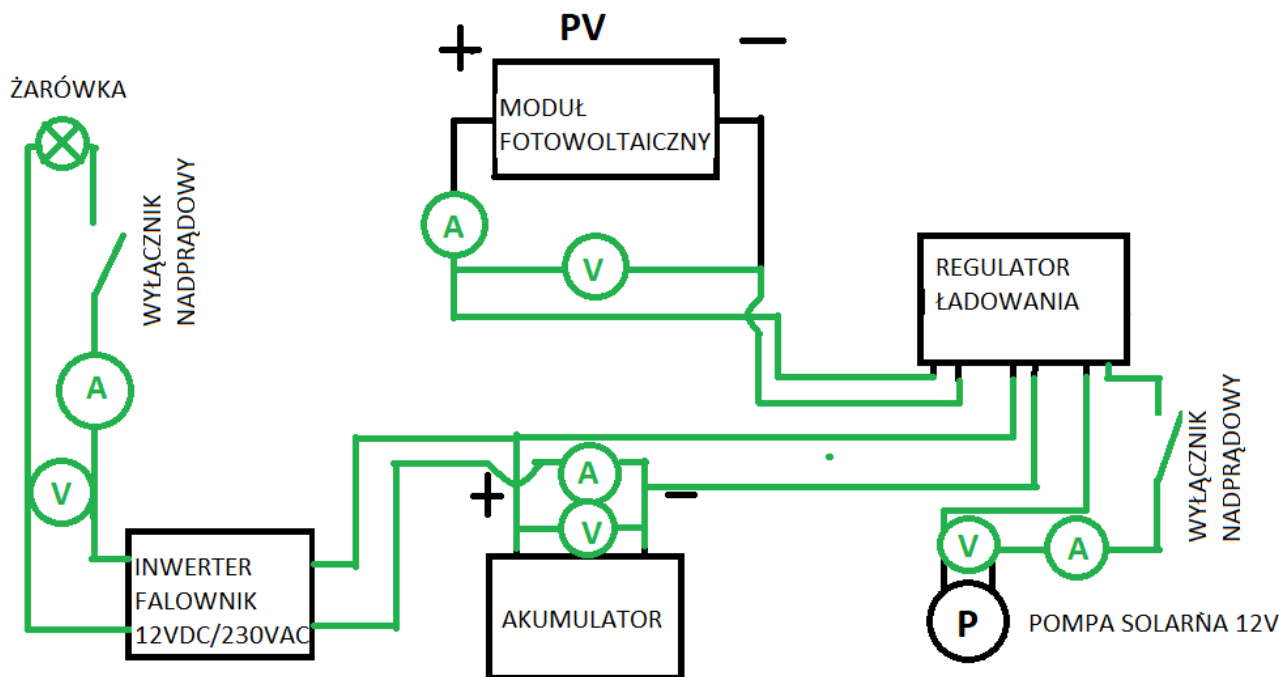 PV
+
—
ŻARÓWKA
MODUŁ
FOTOWOLTAICZNY
WYŁĄCZNIK
NADPRĄDOWY
A
V
REGULATOR
ŁADOWANIA
A
V
+
A
—
V
WYŁĄCZNIK
NADPRĄDOWY
INWERTER
FALOWNIK
12VDC/230VAC
AKUMULATOR
V
A
P
POMPA SOLARŃA 12V